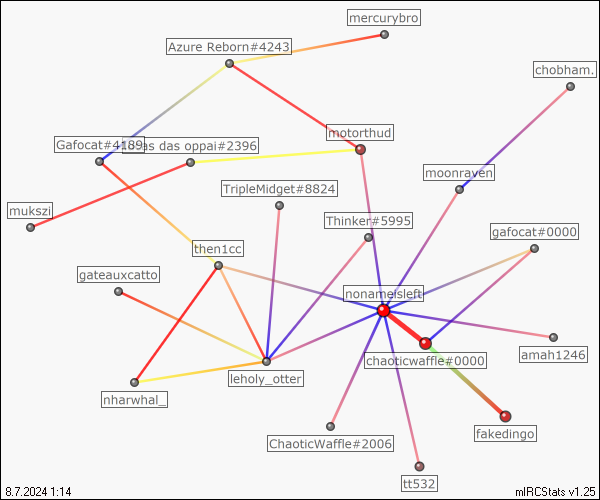 mercurybro
Azure Reborn#4243
chobham.
motorthud
Gafocat#4189
das oppai#2396
moonraven
TripleMidget#8824
mukszi
Thinker#5995
gafocat#0000
then1cc
gateauxcatto
nonameisleft
amah1246
chaoticwaffle#0000
leholy_otter
nharwhal_
fakedingo
ChaoticWaffle#2006
tt532
8.7.2024 1:14
mIRCStats v1.25